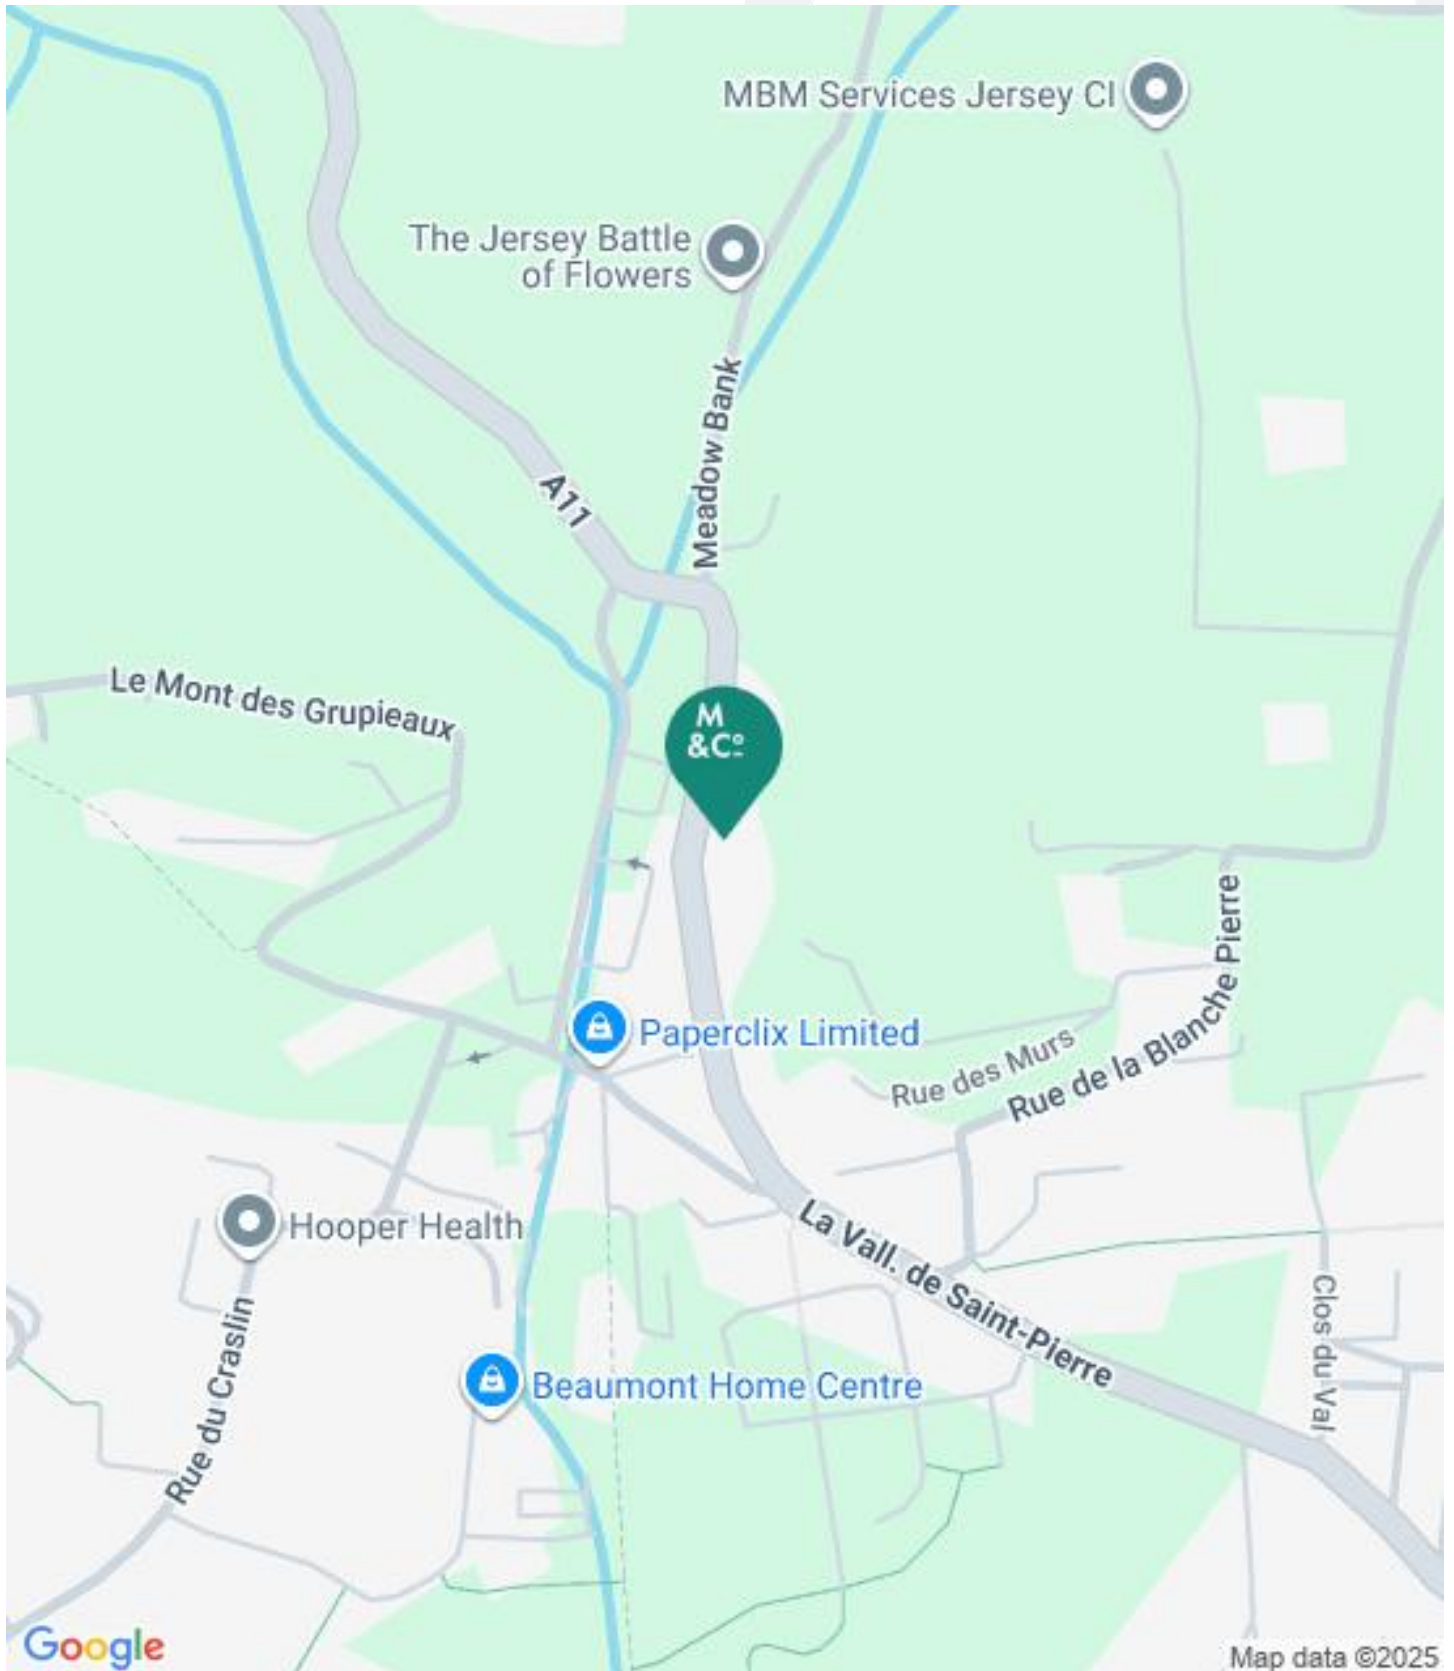 MBM Services Jersey CI
The Jersey Battle
of Flowers
Meadow Bank
A11
Le Mont des Grupieaux
M
&Cº
Paperclix Limited
Rue des Murs
Rue de la Blanche Pierre
Hooper Health
La Vall. de Saint-Pierre
Clos du Val
Rue du Craslin
Beaumont Home Centre
Google
Map data ©2025